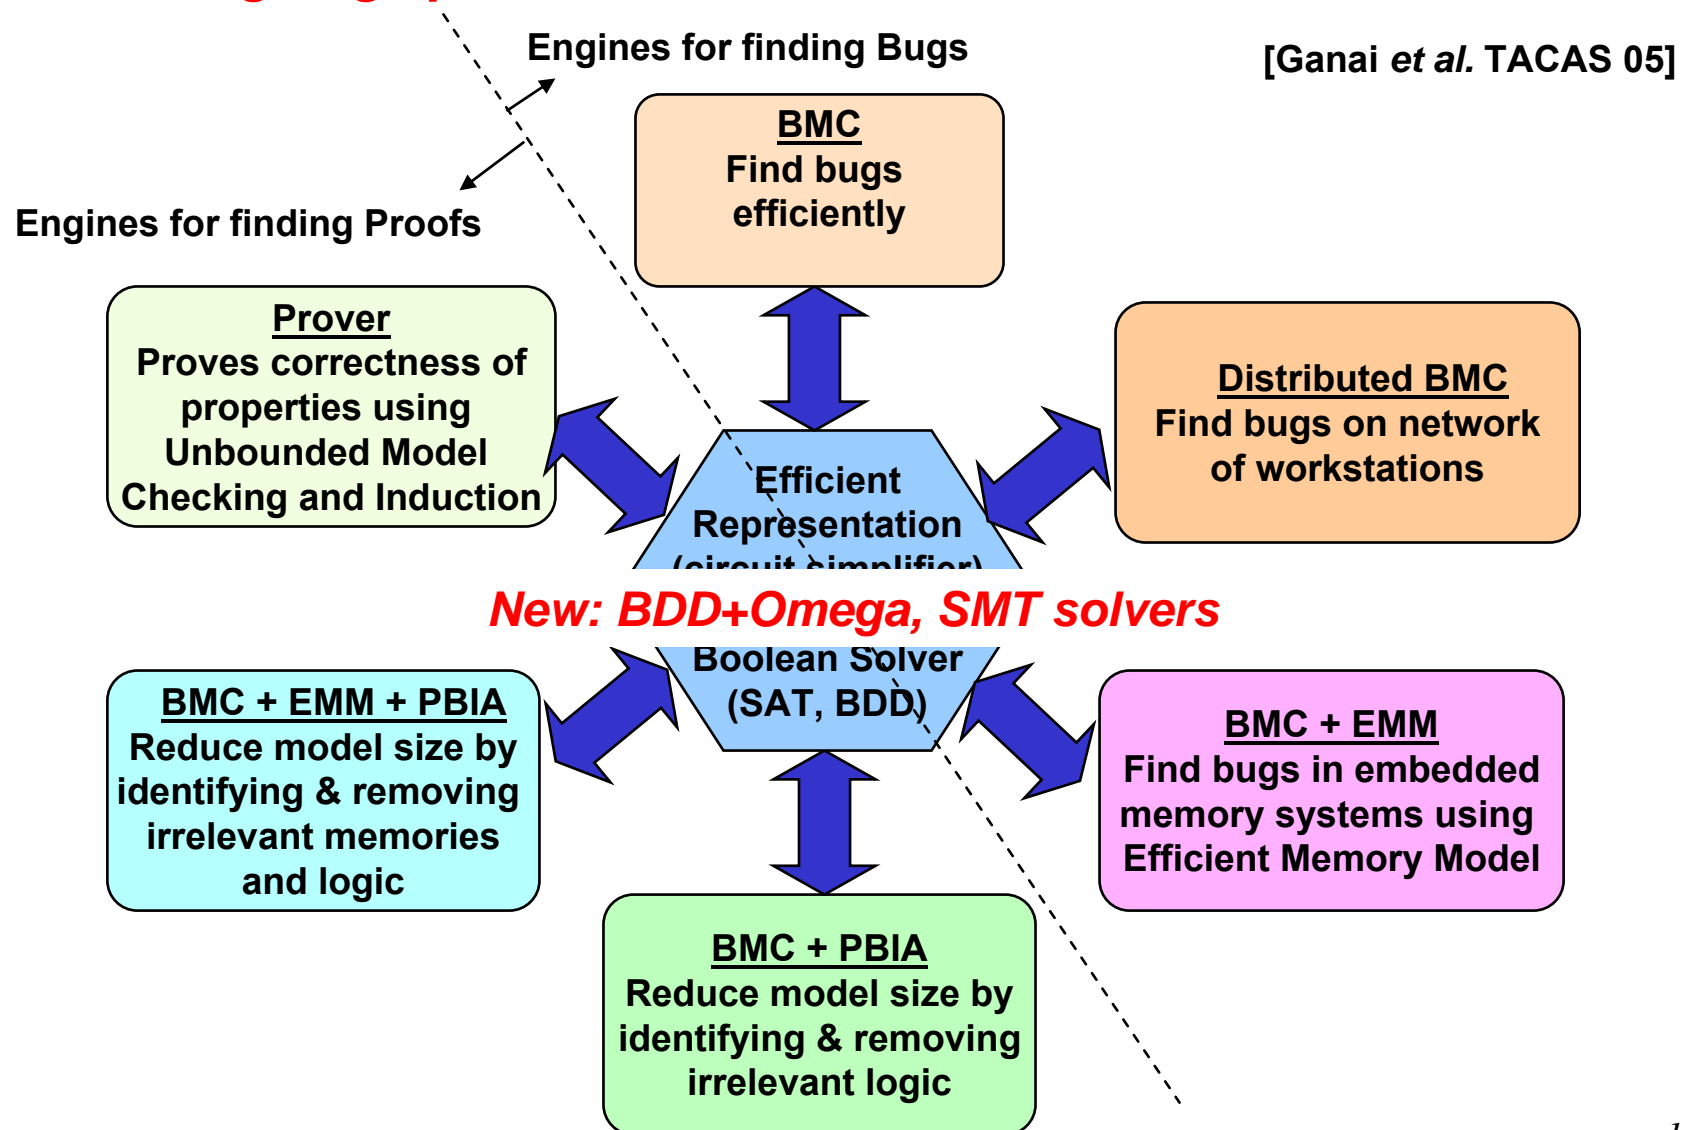 Engines for finding Bugs
[Ganai et al. TACAS 05]
Engines for finding Proofs
BMC
Find bugs
efficiently
Prover
Proves correctness of
properties using
Unbounded Model
Checking and Induction
Distributed BMC
Find bugs on network
of workstations
Efficient
Representation
(circuit simplifier)
New: BDD+Omega, SMT solvers
Boolean Solver
(SAT, BDD)
BMC + EMM + PBIA
Reduce model size by
identifying & removing
irrelevant memories
and logic
BMC + EMM
Find bugs in embedded
memory systems using
Efficient Memory Model
BMC + PBIA
Reduce model size by
identifying & removing
irrelevant logic